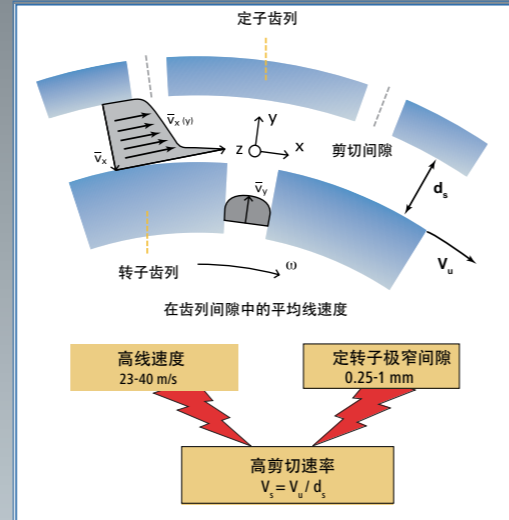 定子齿列
v̅ₓ (y)
y
v̅ₓ
z
x
剪切间隙
dₛ
v̅y
Vᵤ
转子齿列
ω
在齿列间隙中的平均线速度
高线速度
23-40 m/s
定转子极窄间隙
0.25-1 mm
高剪切速率
Vₛ = Vᵤ / dₛ